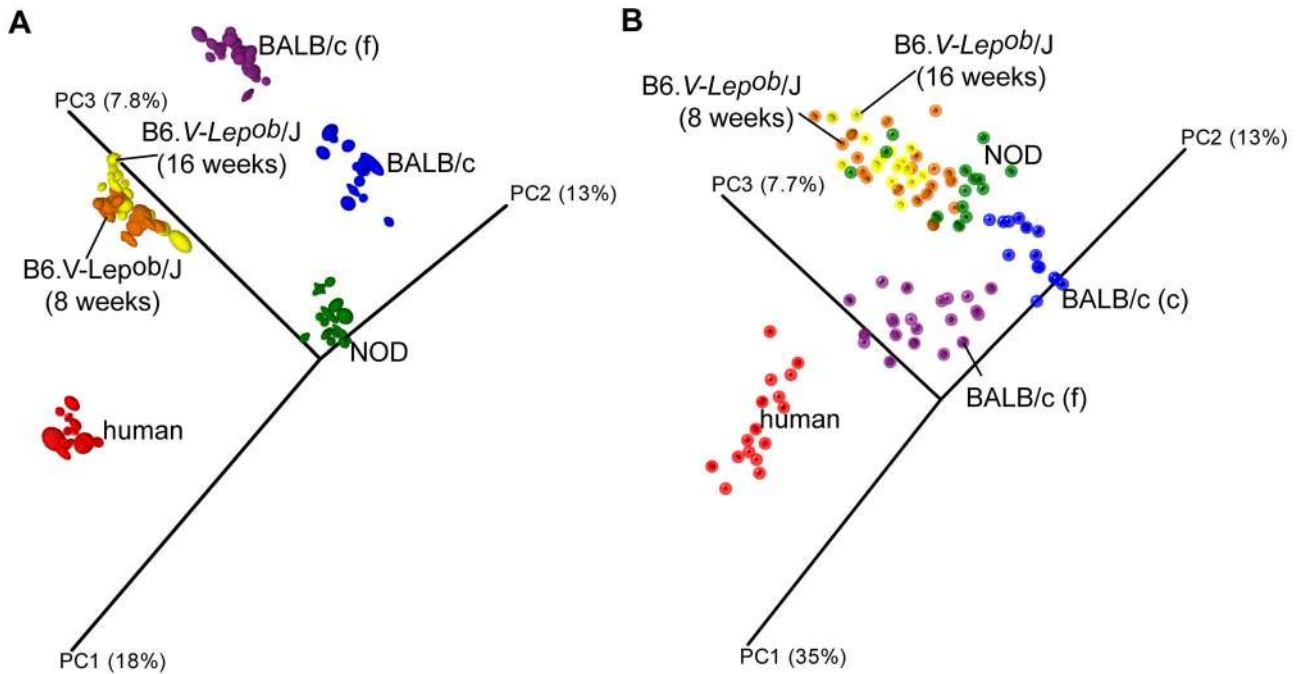 A
BALB/c (f)
PC3 (7.8%)
B6.V-Lepob/J
(16 weeks)
BALB/c
PC2 (13%)
B6.V-Lepob/J
(8 weeks)
NOD
human
PC1 (18%)
B
B6.V-Lepob/J
(16 weeks)
B6.V-Lepob/J
(8 weeks)
NOD
PC2 (13%)
PC3 (7.7%)
BALB/c (c)
BALB/c (f)
human
PC1 (35%)